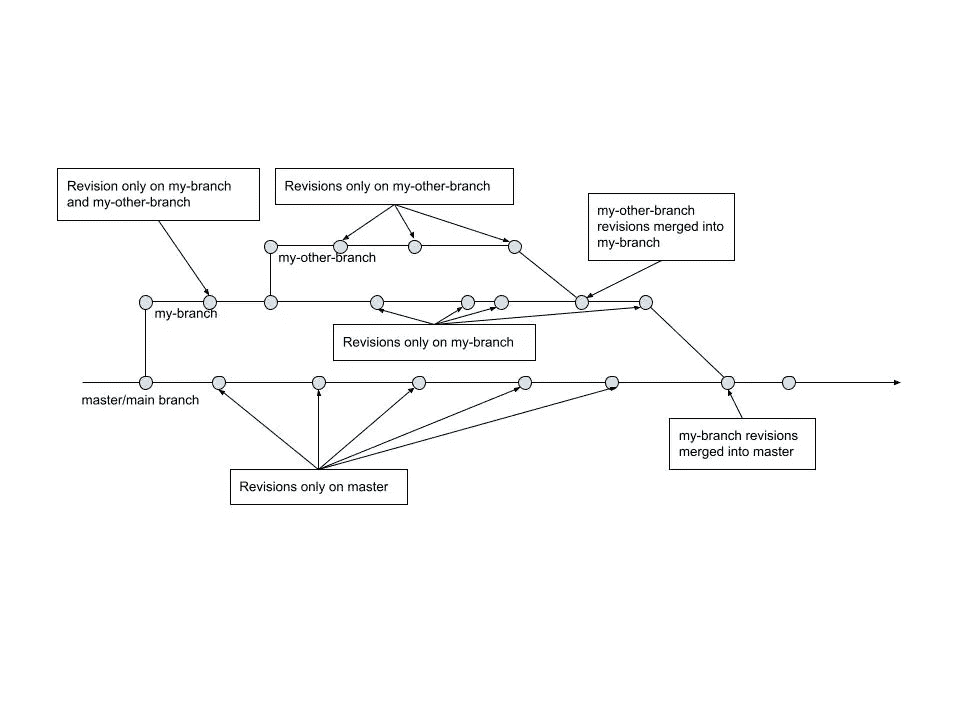 Revision only on my-branch
and my-other-branch
Revisions only on my-other-branch
my-other-branch
revisions merged into
my-branch
my-other-branch
my-branch
Revisions only on my-branch
master/main branch
my-branch revisions
merged into master
Revisions only on master